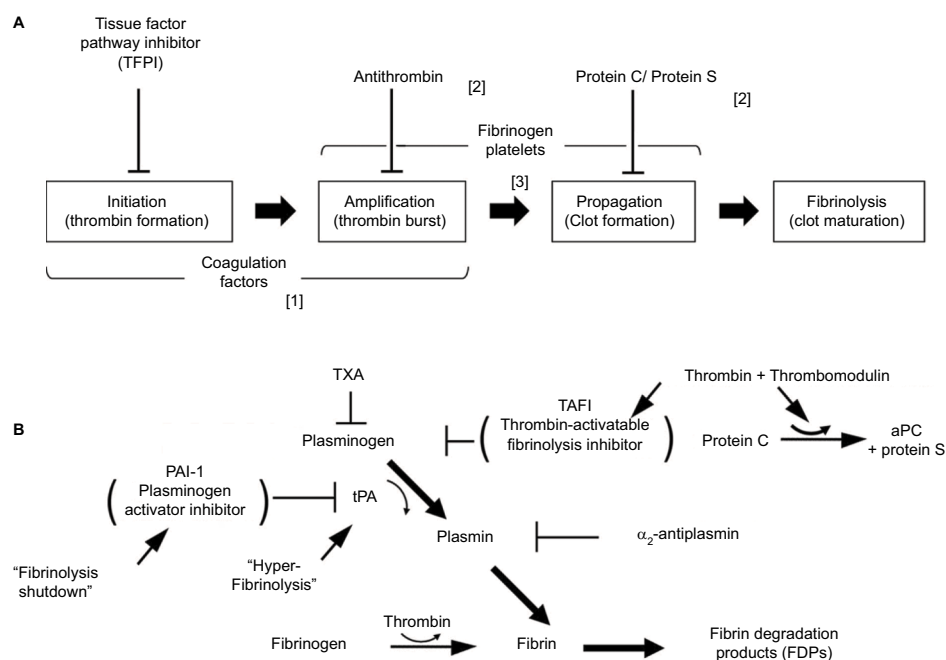 A
Tissue factor
pathway inhibitor
(TFPI)
Antithrombin
[2]
Protein C/ Protein S
[2]
Fibrinogen
platelets
[3]
Initiation
(thrombin formation)
Amplification
(thrombin burst)
Propagation
(Clot formation)
Fibrinolysis
(clot maturation)
Coagulation
factors
[1]
B
TXA
Thrombin + Thrombomodulin
TAFI
Thrombin-activatable
fibrinolysis inhibitor
Plasminogen
Protein C
aPC
+ protein S
PAI-1
Plasminogen
activator inhibitor
tPA
Plasmin
α₂-antiplasmin
“Fibrinolysis
shutdown”
“Hyper-
Fibrinolysis”
Thrombin
Fibrinogen
Fibrin
Fibrin degradation
products (FDPs)